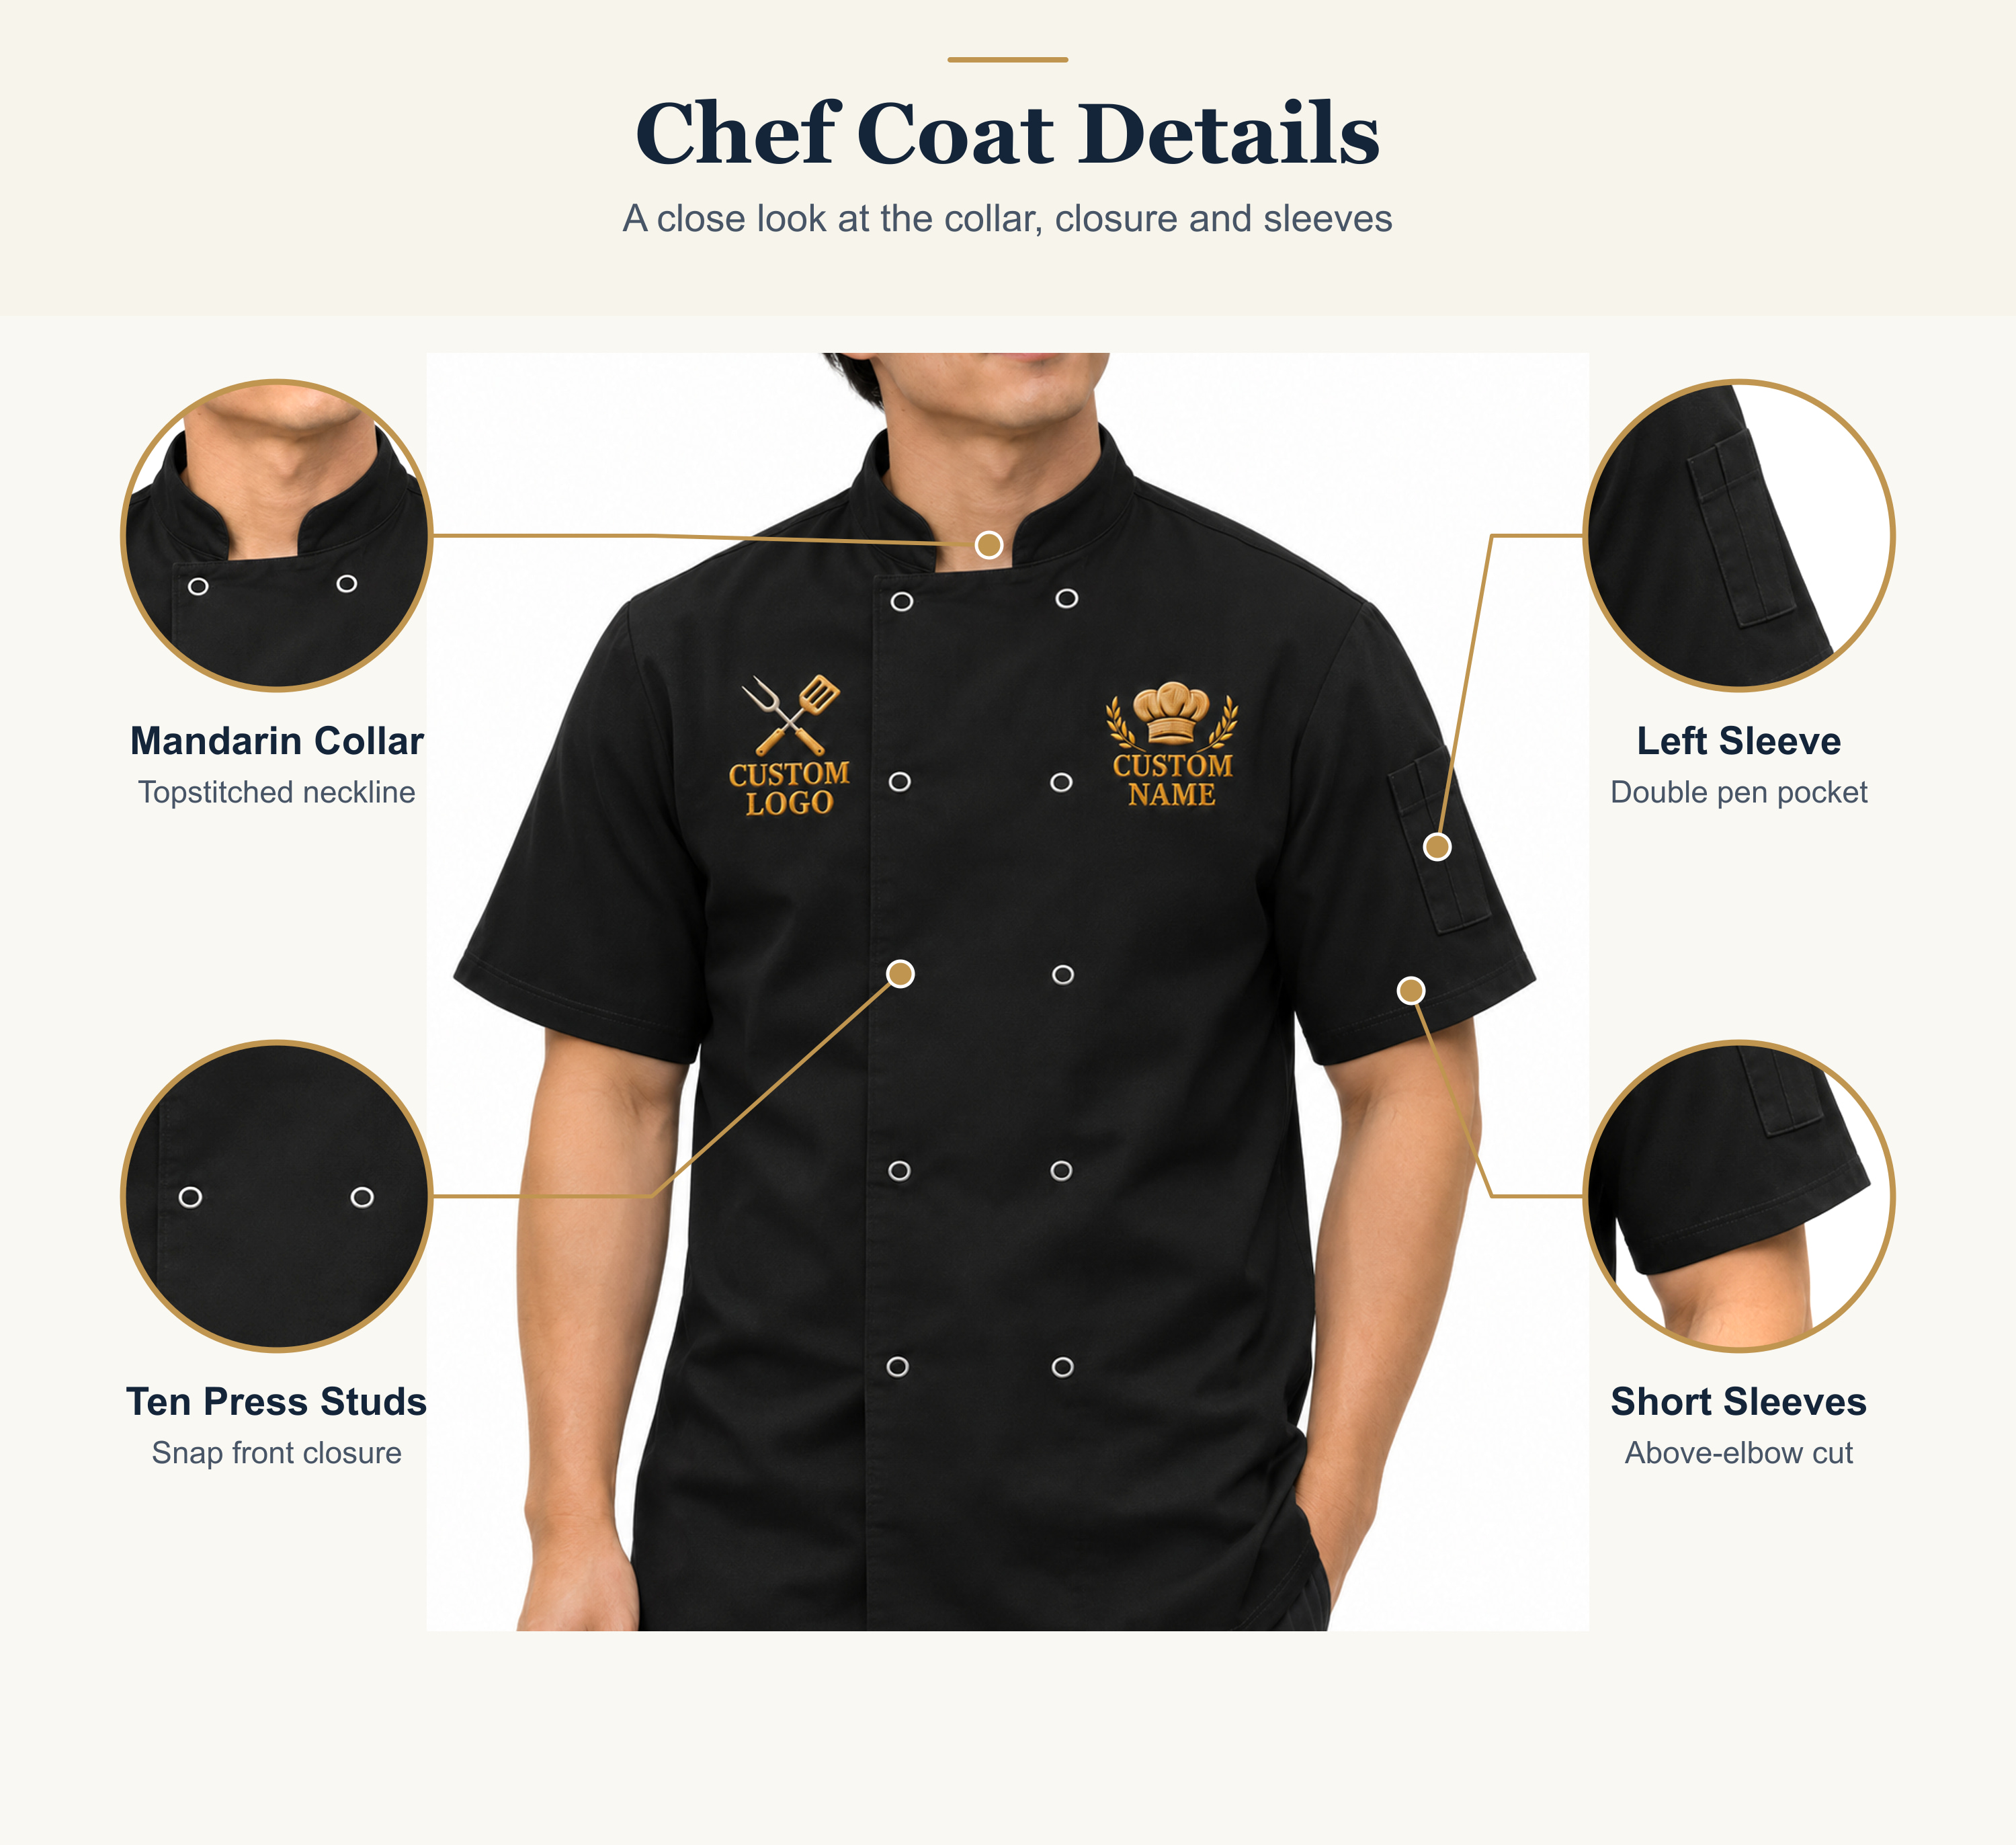 Chef Coat Details
A close look at the collar, closure and sleeves
Mandarin Collar
Topstitched neckline
Left Sleeve
Double pen pocket
CUSTOM
LOGO
CUSTOM
NAME
Ten Press Studs
Snap front closure
Short Sleeves
Above-elbow cut